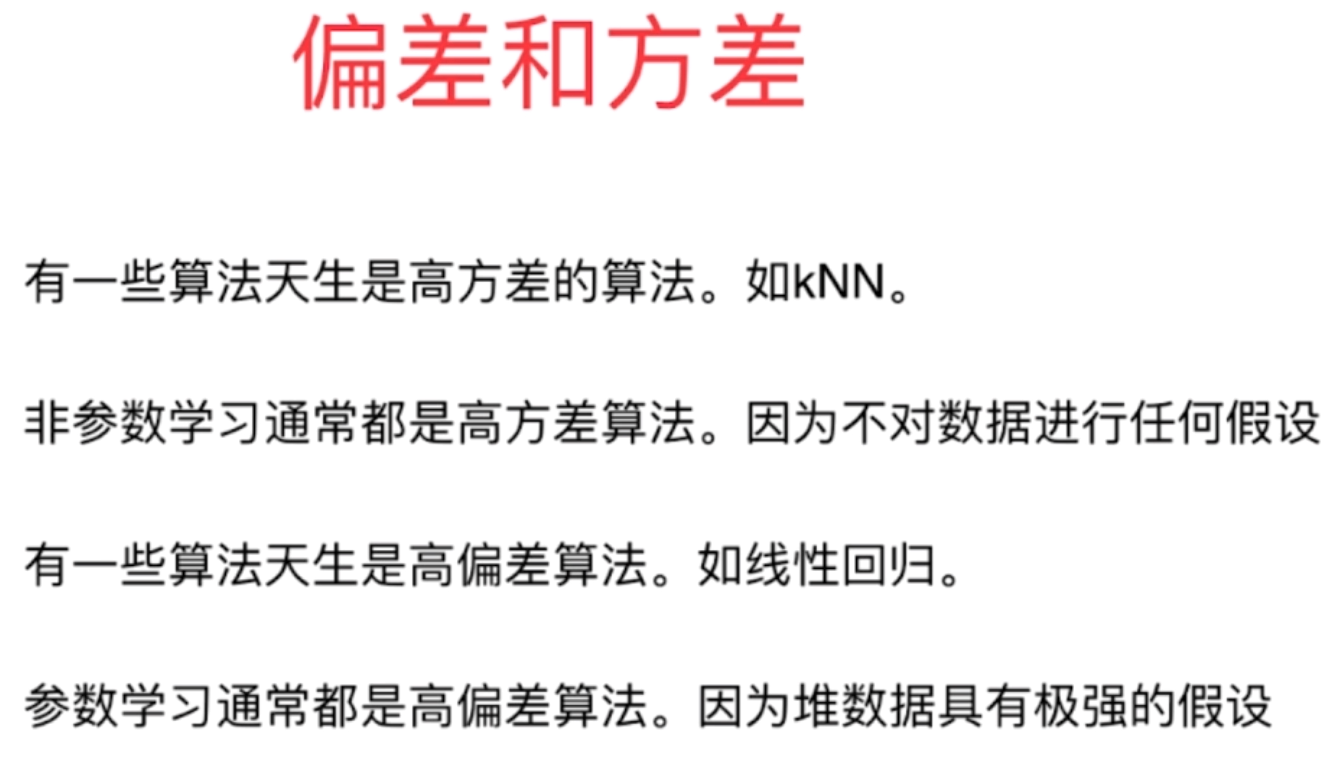 偏差和方差
有一些算法天生是高方差的算法。如kNN。
非参数学习通常都是高方差算法。因为不对数据进行任何假设
有一些算法天生是高偏差算法。如线性回归。
参数学习通常都是高偏差算法。因为堆数据具有极强的假设